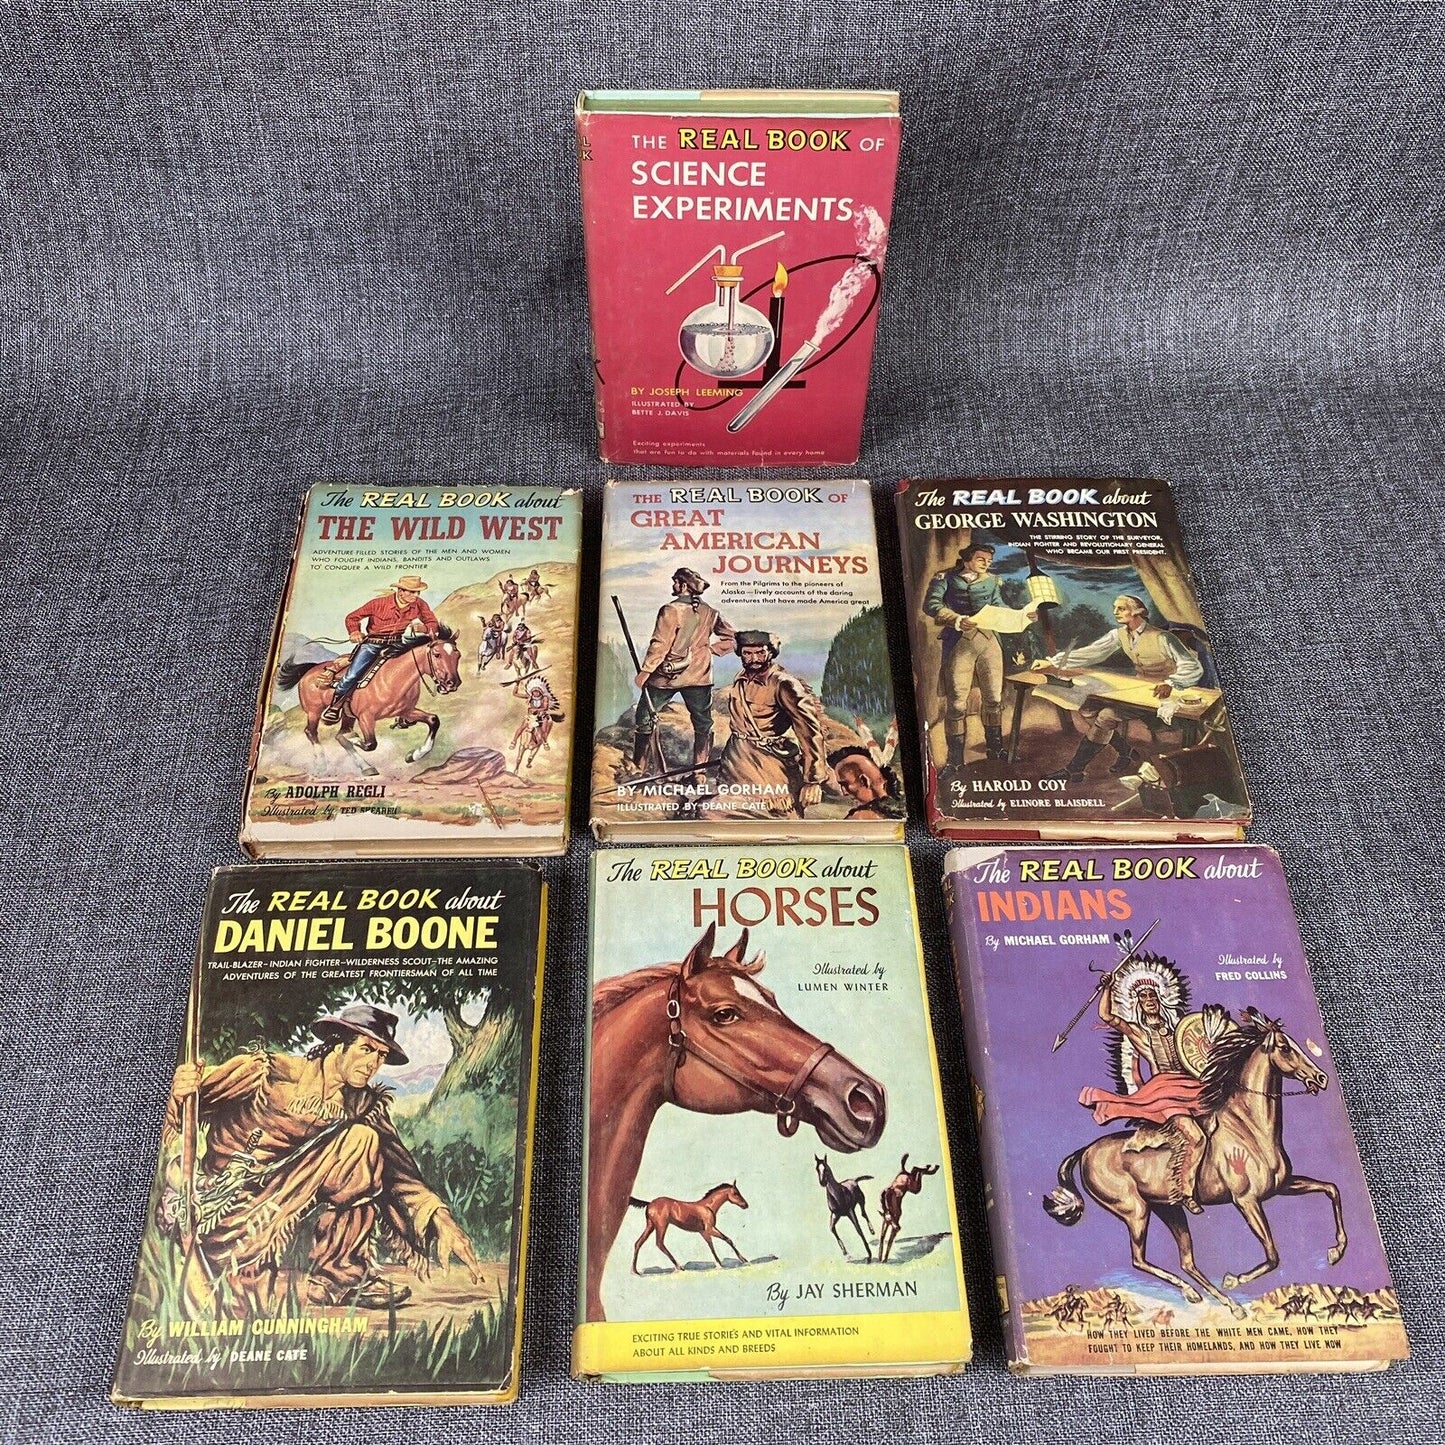 THE REAL BOOK OF
SCIENCE
EXPERIMENTS
BY JOSEPH LEEMING
ILLUSTRATED BY
BETTE J. DAVIS
Exciting experiments
that are fun to do with materials found in every home
The REAL BOOK about
THE WILD WEST
ADVENTURE-FILLED STORIES OF THE MEN AND WOMEN
WHO FOUGHT INDIANS, BANDITS AND OUTLAWS
TO CONQUER A WILD FRONTIER
By ADOLPH REGLI
Illustrated by TED
THE REAL BOOK OF
GREAT
AMERICAN
JOURNEYS
From the Pilgrims to the pioneers of
Alaska—lively accounts of the daring
adventures that have made America great
BY MICHAEL GORHAM
ILLUSTRATED BY DEANE CATE
The REAL BOOK about
GEORGE WASHINGTON
THE STIRRING STORY OF THE SURVEYOR,
INDIAN FIGHTER AND REVOLUTIONARY GENERAL
WHO BECAME OUR FIRST PRESIDENT.
By HAROLD COY
Illustrated by ELINORE BLAISDELL
The REAL BOOK about
DANIEL BOONE
TRAIL-BLAZER—INDIAN FIGHTER—WILDERNESS SCOUT—THE AMAZING
ADVENTURES OF THE GREATEST FRONTIERSMAN OF ALL TIME
By WILLIAM CUNNINGHAM
Illustrated by DEANE CATE
The REAL BOOK about
HORSES
Illustrated by
LUMEN WINTER
By JAY SHERMAN
EXCITING TRUE STORIES AND VITAL INFORMATION
ABOUT ALL KINDS AND BREEDS
The REAL BOOK about
INDIANS
By MICHAEL GORHAM
Illustrated by
FRED COLLINS
HOW THEY LIVED BEFORE THE WHITE MEN CAME, HOW THEY
FOUGHT TO KEEP THEIR HOMELANDS, AND HOW THEY LIVE NOW